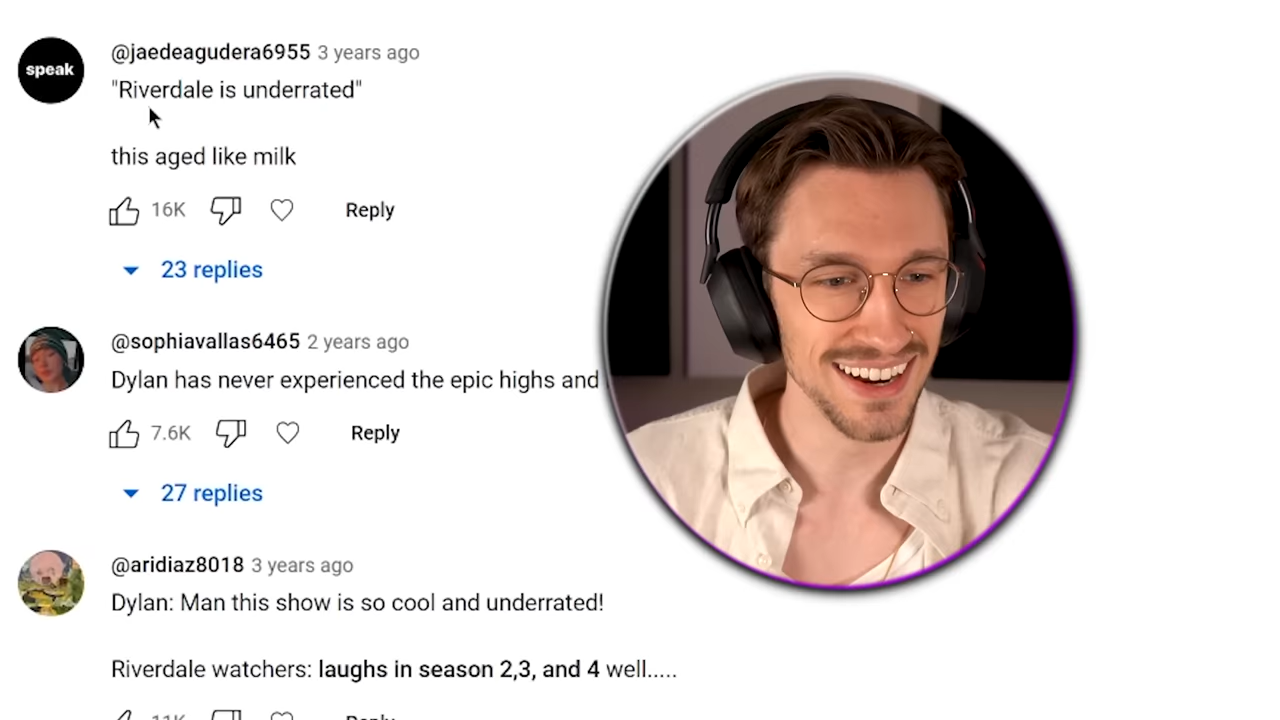 speak
@jaedeagudera6955 3 years ago
"Riverdale is underrated"
this aged like milk
16K Reply
23 replies
@sophiavallas6465 2 years ago
Dylan has never experienced the epic highs and
7.6K Reply
27 replies
@aridiaz8018 3 years ago
Dylan: Man this show is so cool and underrated!
Riverdale watchers: laughs in season 2,3, and 4 well.....
11K Reply